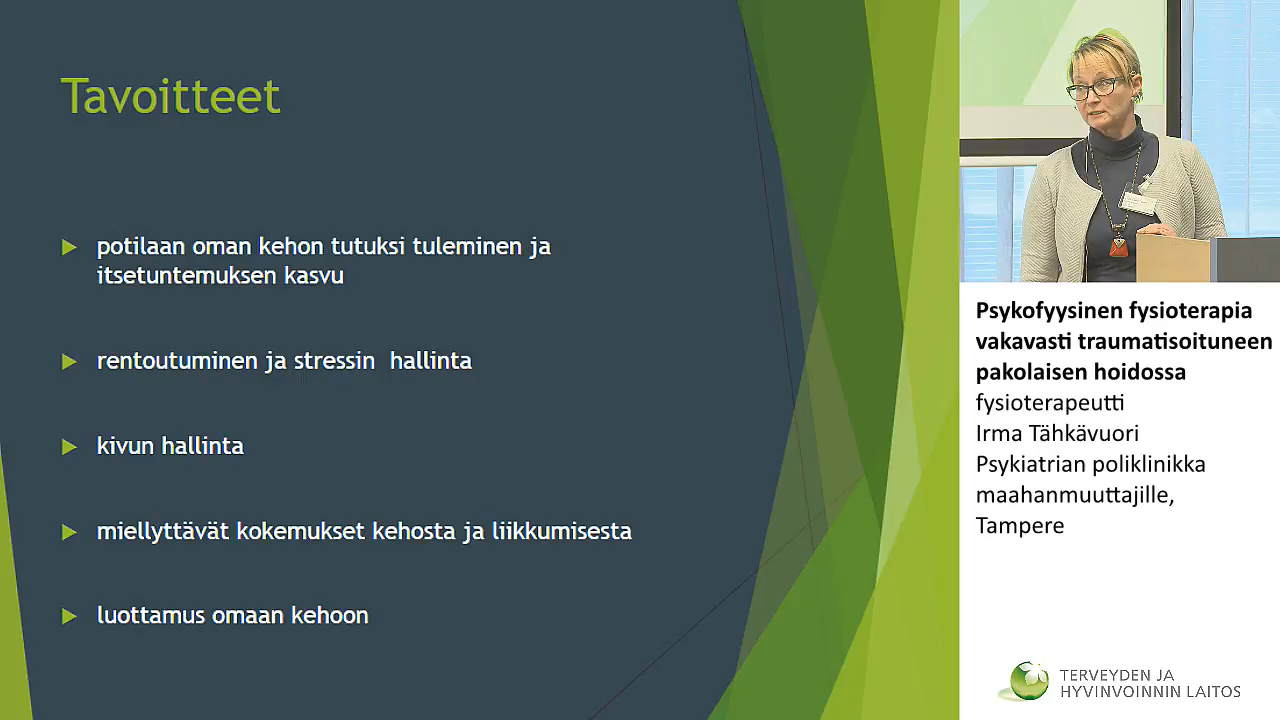 Tavoitteet
potilaan oman kehon tutuksi tuleminen ja
itsetuntemuksen kasvu
rentoutuminen ja stressin hallinta
kivun hallinta
miellyttävät kokemukset kehosta ja liikkumisesta
luottamus omaan kehoon
Psykofyysinen fysioterapia
vakavasti traumatisoituneen
pakolaisen hoidossa
fysioterapeutti
Irma Tähkävuori
Psykiatrian poliklinikka
maahanmuuttajille,
Tampere
TERVEYDEN JA
HYVINVOINNIN LAITOS